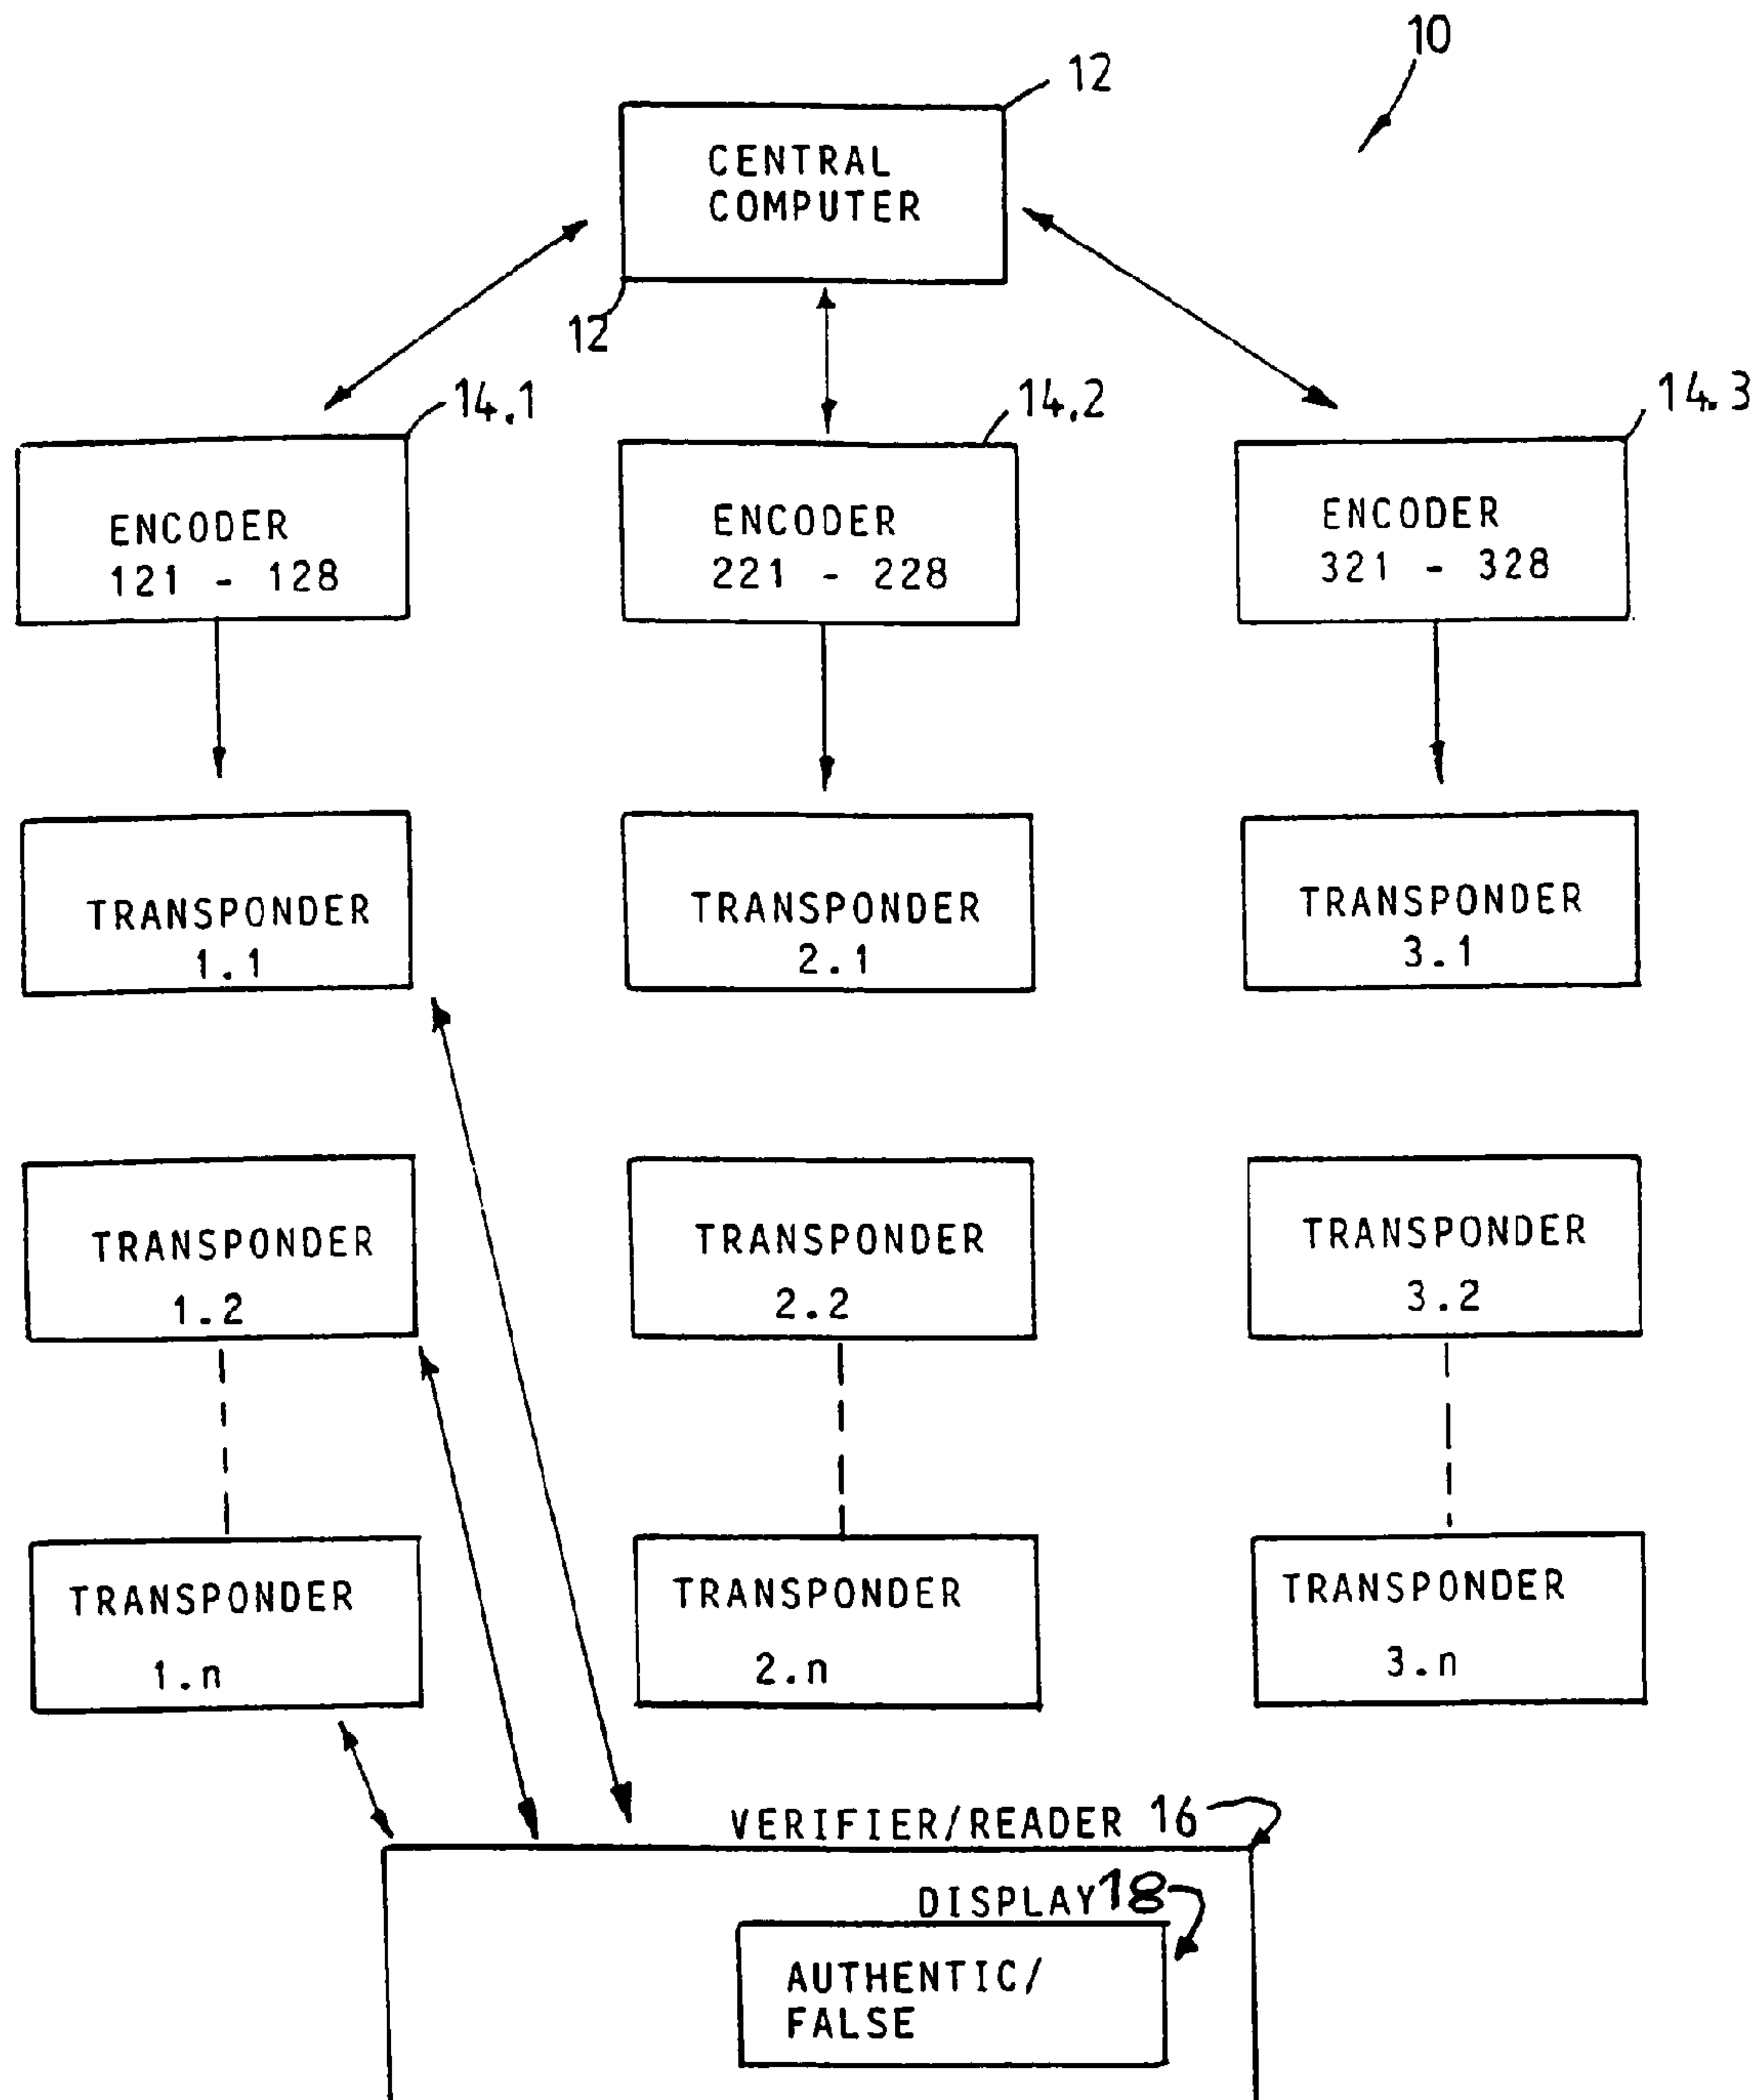 10
12
CENTRAL
COMPUTER
12
14.1
14.2
14.3
ENCODER
121 - 128
ENCODER
221 - 228
ENCODER
321 - 328
TRANSPONDER
1.1
TRANSPONDER
2.1
TRANSPONDER
3.1
TRANSPONDER
1.2
TRANSPONDER
2.2
TRANSPONDER
3.2
TRANSPONDER
1.n
TRANSPONDER
2.n
TRANSPONDER
3.n
VERIFIER/READER 16
DISPLAY 18
AUTHENTIC/
FALSE